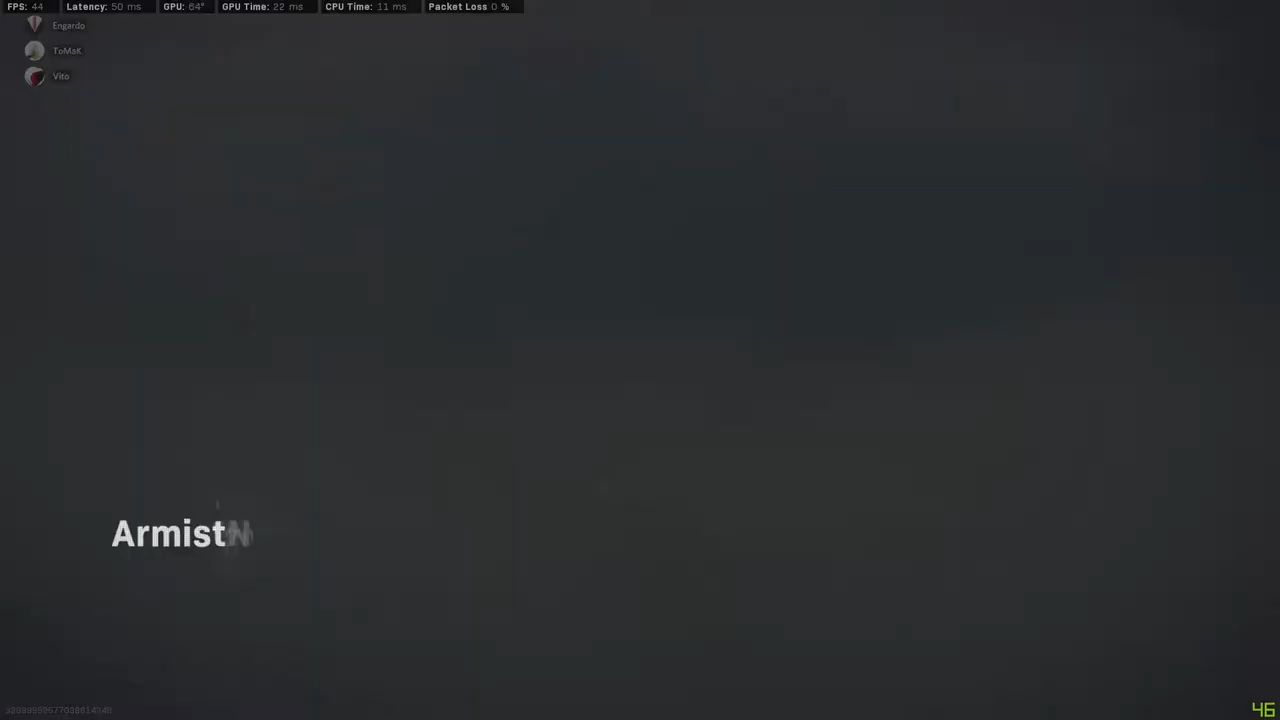 FPS: 44 Latency: 50 ms GPU: 64° GPU Time: 22 ms CPU Time: 11 ms Packet Loss 0 %
Engardo
ToMaK
Vito
Armist
46